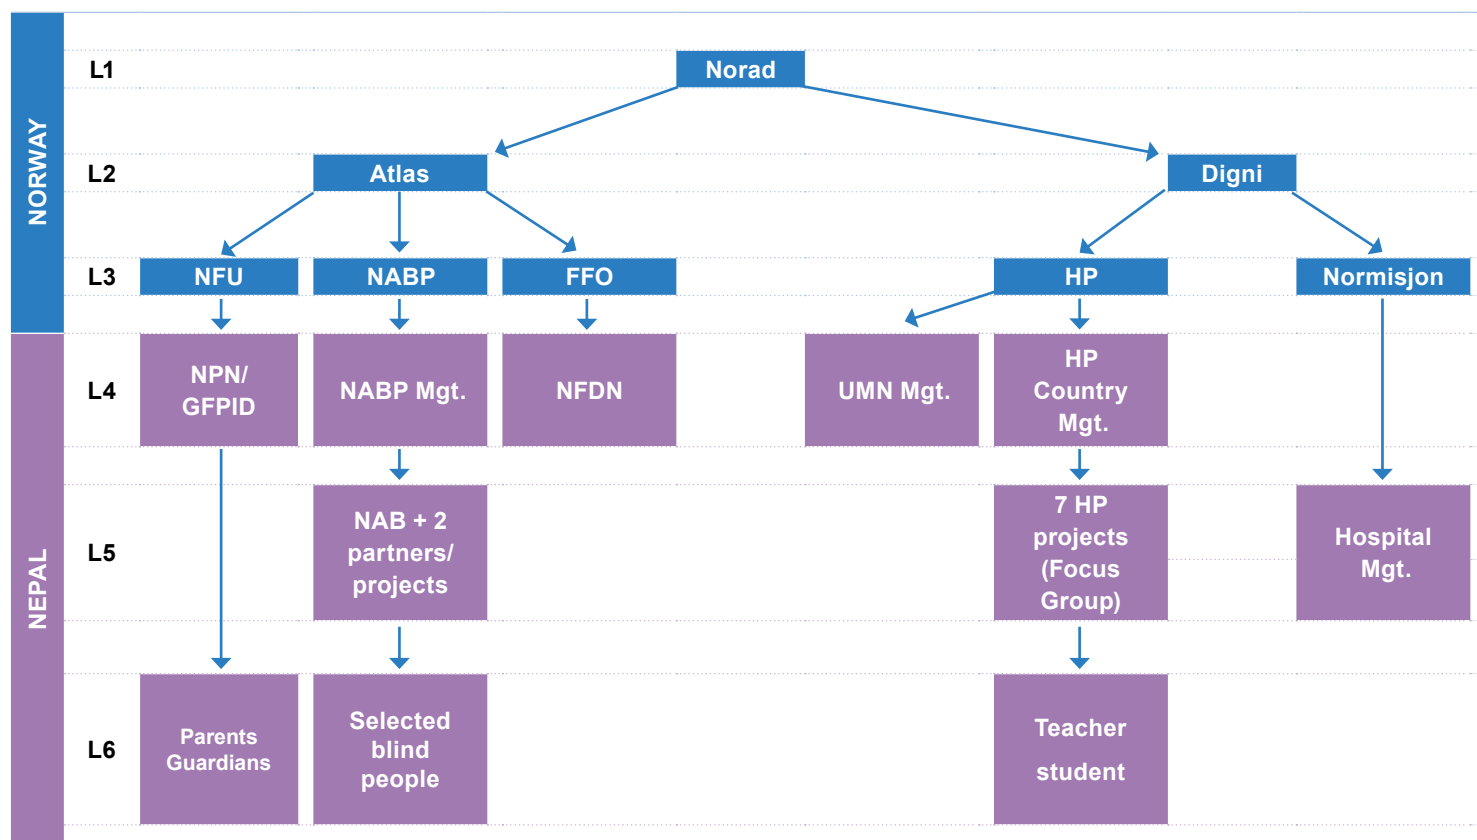 NORWAY
L1
Norad
L2
Atlas
Digni
L3
NFU
NABP
FFO
HP
Normisjon
NEPAL
L4
NPN/
GFPID
NABP Mgt.
NFDN
UMN Mgt.
HP
Country
Mgt.
L5
NAB + 2
partners/
projects
7 HP
projects
(Focus
Group)
Hospital
Mgt.
L6
Parents
Guardians
Selected
blind
people
Teacher
student